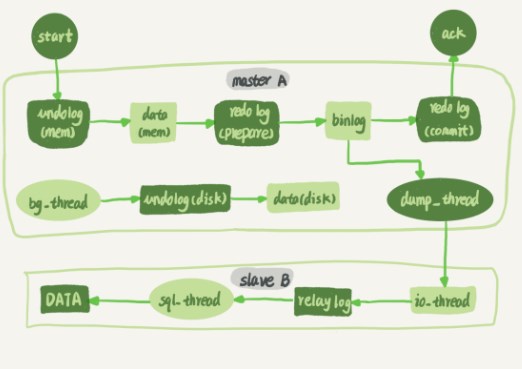 start
ack
master A
undolog
(mem)
data
(mem)
redo log
(prepare)
binlog
redo log
(commit)
bg_thread
undolog(disk)
data(disk)
dump_thread
slave B
DATA
sql_thread
relay log
io_thread